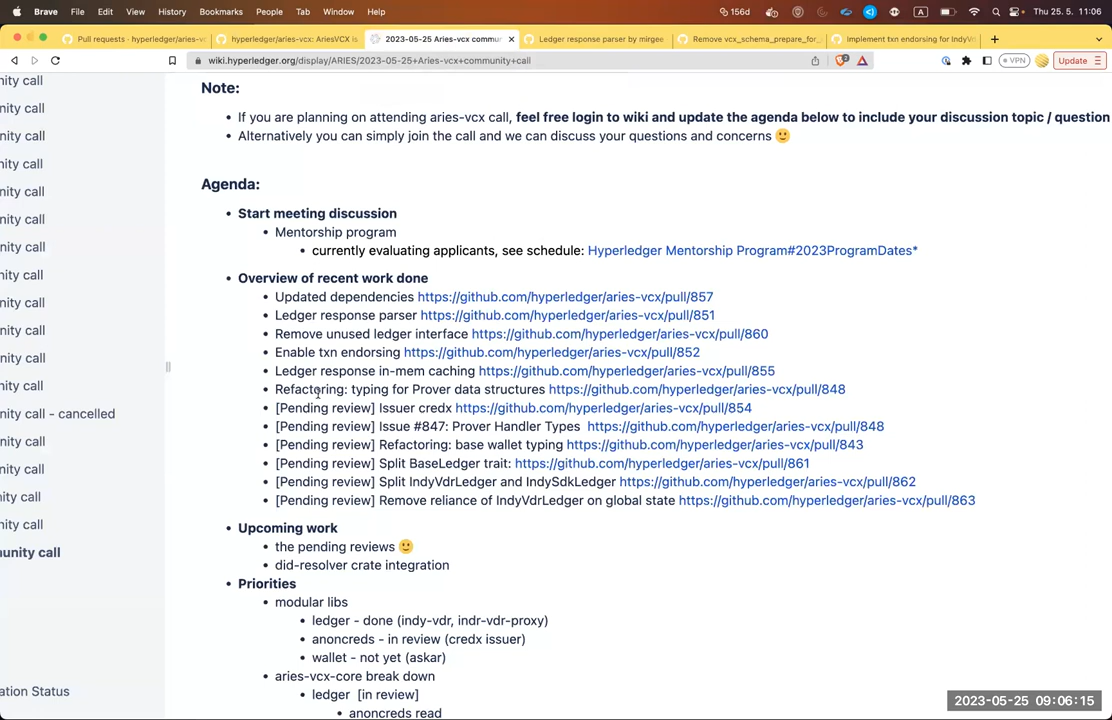 Brave File Edit View History Bookmarks People Tab Window Help 156d A Thu 25. 5. 11:06
Pull requests · hyperledger/aries-vc hyperledger/aries-vcx: AriesVCX is 2023-05-25 Aries-vcx commu Ledger response parser by mirgee Remove vcx_schema_prepare_for_ Implement txn endorsing for IndyV
wiki.hyperledger.org/display/ARIES/2023-05-25+Aries-vcx+community+call 2 VPN Update
nity call
nity call
nity call
nity call
nity call
nity call
nity call
nity call
nity call
nity call
nity call
nity call
nity call - cancelled
nity call
nity call
nity call
nity call
munity call
ation Status
Note:
• If you are planning on attending aries-vcx call, feel free login to wiki and update the agenda below to include your discussion topic / question
• Alternatively you can simply join the call and we can discuss your questions and concerns 🙂
Agenda:
• Start meeting discussion
• Mentorship program
• currently evaluating applicants, see schedule: Hyperledger Mentorship Program#2023ProgramDates*
• Overview of recent work done
• Updated dependencies https://github.com/hyperledger/aries-vcx/pull/857
• Ledger response parser https://github.com/hyperledger/aries-vcx/pull/851
• Remove unused ledger interface https://github.com/hyperledger/aries-vcx/pull/860
• Enable txn endorsing https://github.com/hyperledger/aries-vcx/pull/852
• Ledger response in-mem caching https://github.com/hyperledger/aries-vcx/pull/855
• Refactoring: typing for Prover data structures https://github.com/hyperledger/aries-vcx/pull/848
• [Pending review] Issuer credx https://github.com/hyperledger/aries-vcx/pull/854
• [Pending review] Issue #847: Prover Handler Types https://github.com/hyperledger/aries-vcx/pull/848
• [Pending review] Refactoring: base wallet typing https://github.com/hyperledger/aries-vcx/pull/843
• [Pending review] Split BaseLedger trait: https://github.com/hyperledger/aries-vcx/pull/861
• [Pending review] Split IndyVdrLedger and IndySdkLedger https://github.com/hyperledger/aries-vcx/pull/862
• [Pending review] Remove reliance of IndyVdrLedger on global state https://github.com/hyperledger/aries-vcx/pull/863
• Upcoming work
• the pending reviews 🙂
• did-resolver crate integration
• Priorities
• modular libs
• ledger - done (indy-vdr, indr-vdr-proxy)
• anoncreds - in review (credx issuer)
• wallet - not yet (askar)
• aries-vcx-core break down
• ledger [in review]
• anoncreds read
2023-05-25 09:06:15